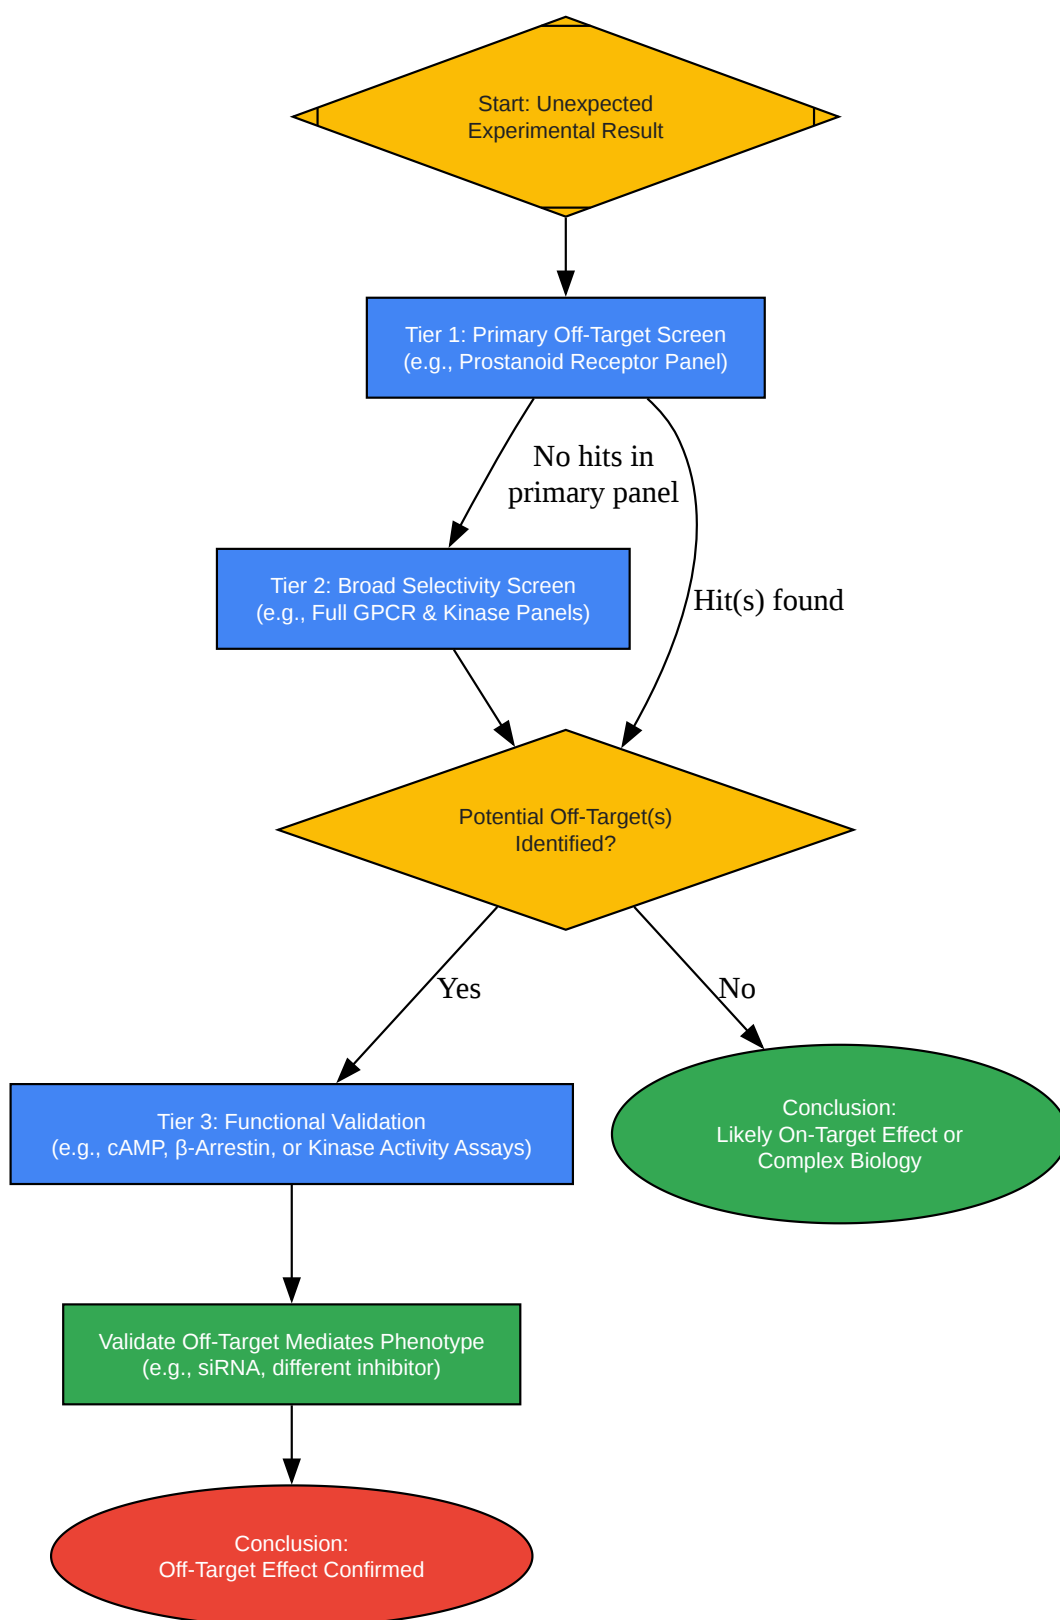 Start: Unexpected
Experimental Result
Tier 1: Primary Off-Target Screen
(e.g., Prostanoid Receptor Panel)
No hits in
primary panel
Tier 2: Broad Selectivity Screen
(e.g., Full GPCR & Kinase Panels)
Hit(s) found
Potential Off-Target(s)
Identified?
Yes
No
Tier 3: Functional Validation
(e.g., cAMP, β-Arrestin, or Kinase Activity Assays)
Conclusion:
Likely On-Target Effect or
Complex Biology
Validate Off-Target Mediates Phenotype
(e.g., siRNA, different inhibitor)
Conclusion:
Off-Target Effect Confirmed